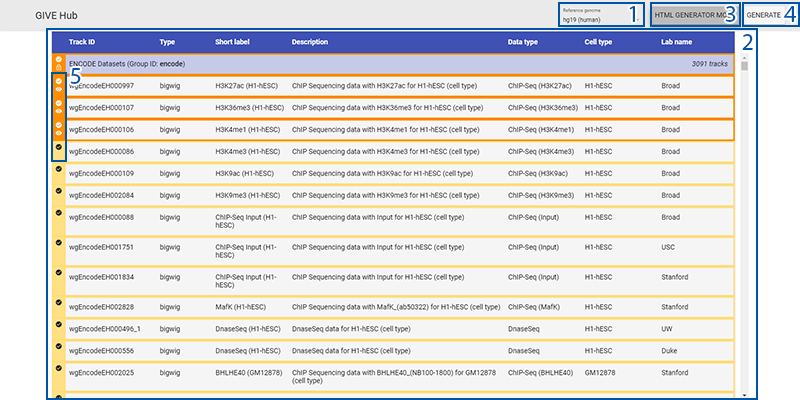 GIVE Hub
Reference genome
hg19 (human)
1
HTML GENERATOR MO
3
GENERATE
4
2
Track ID Type Short label Description Data type Cell type Lab name
ENCODE Datasets (Group ID: encode) 3091 tracks
5
wgEncodeEH000997 bigwig H3K27ac (H1-hESC) ChIP Sequencing data with H3K27ac for H1-hESC (cell type) ChIP-Seq (H3K27ac) H1-hESC Broad
wgEncodeEH000107 bigwig H3K36me3 (H1-hESC) ChIP Sequencing data with H3K36me3 for H1-hESC (cell type) ChIP-Seq (H3K36me3) H1-hESC Broad
wgEncodeEH000106 bigwig H3K4me1 (H1-hESC) ChIP Sequencing data with H3K4me1 for H1-hESC (cell type) ChIP-Seq (H3K4me1) H1-hESC Broad
wgEncodeEH000086 bigwig H3K4me3 (H1-hESC) ChIP Sequencing data with H3K4me3 for H1-hESC (cell type) ChIP-Seq (H3K4me3) H1-hESC Broad
wgEncodeEH000109 bigwig H3K9ac (H1-hESC) ChIP Sequencing data with H3K9ac for H1-hESC (cell type) ChIP-Seq (H3K9ac) H1-hESC Broad
wgEncodeEH002084 bigwig H3K9me3 (H1-hESC) ChIP Sequencing data with H3K9me3 for H1-hESC (cell type) ChIP-Seq (H3K9me3) H1-hESC Broad
wgEncodeEH000088 bigwig ChIP-Seq Input (H1- ChIP Sequencing data with Input for H1-hESC (cell type) ChIP-Seq (Input) H1-hESC Broad
hESC)
wgEncodeEH001751 bigwig ChIP-Seq Input (H1- ChIP Sequencing data with Input for H1-hESC (cell type) ChIP-Seq (Input) H1-hESC USC
hESC)
wgEncodeEH001834 bigwig ChIP-Seq Input (H1- ChIP Sequencing data with Input for H1-hESC (cell type) ChIP-Seq (Input) H1-hESC Stanford
hESC)
wgEncodeEH002828 bigwig MafK (H1-hESC) ChIP Sequencing data with MafK_(ab50322) for H1-hESC (cell type) ChIP-Seq (MafK) H1-hESC Stanford
wgEncodeEH000496_1 bigwig DnaseSeq (H1-hESC) DnaseSeq data for H1-hESC (cell type) DnaseSeq H1-hESC UW
wgEncodeEH000556 bigwig DnaseSeq (H1-hESC) DnaseSeq data for H1-hESC (cell type) DnaseSeq H1-hESC Duke
wgEncodeEH002025 bigwig BHLHE40 (GM12878) ChIP Sequencing data with BHLHE40_(NB100-1800) for GM12878 ChIP-Seq (BHLHE40) GM12878 Stanford
(cell type)